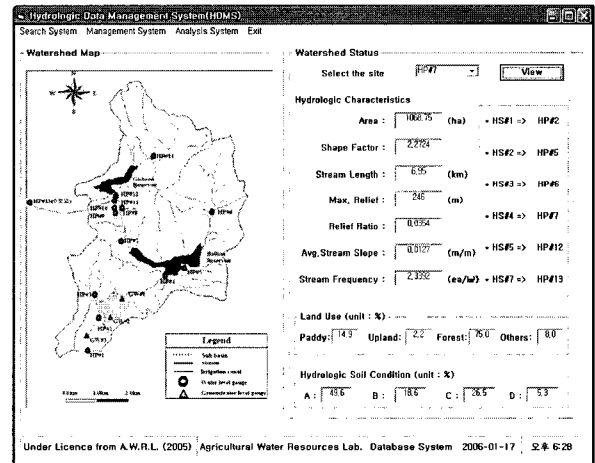 Hydrologic Data Management System(HDMS)
Search System Management System Analysis System Exit
Watershed Map
Watershed Status
Select the site HP#7 View
Hydrologic Characteristics
Area : 1068,75 (ha) * HS#1 => HP#2
Shape Factor : 2,2724 * HS#2 => HP#5
Stream Length : 6,95 (km) * HS#3 => HP#6
Max, Relief : 246 (m) * HS#4 => HP#7
Relief Ratio : 0,0354
Avg,Stream Slope : 0,0127 (m/m) * HS#5 => HP#12
Stream Frequency : 2,3392 (ea/㎢) * HS#7 => HP#13
Land Use (unit : %)
Paddy: 14,9 Upland: 2,2 Forest: 75,0 Others: 8,0
Hydrologic Soil Condition (unit : %)
A : 49,6 B : 18,6 C : 26,5 D : 5,3
N
W E
S
Reservoir
Reservoir
Legend
Sub basin
Stream
Irrigation canal
Water level gauge
Groundwater level gauge
Under Licence from A.W.R.L. (2005) Agricultural Water Resources Lab. Database System 2006-01-17 오후 6:28